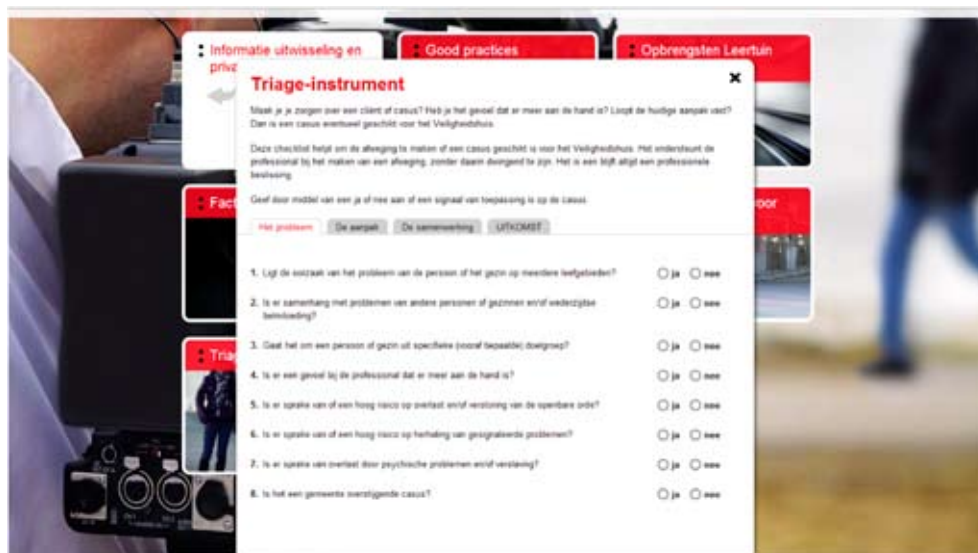 Informatie uitwisseling en
priva
Good practices
Opbrengsten Leertuin
Triage-instrument
Maak je je zorgen over een cliënt of casus? Heb je het gevoel dat er meer aan de hand is? Loopt de huidige aanpak vast?
Dan is een casus eventueel geschikt voor het Veiligheidshuis.
Deze checklist helpt om de afweging te maken of een casus geschikt is voor het Veiligheidshuis. Het ondersteunt de
professional bij het maken van een afweging, zonder daarin dwingend te zijn. Het is een blijft altijd een professionele
beslissing.
Geef door middel van een ja of nee aan of een signaal van toepassing is op de casus.
Fact
oor
Het probleem De aanpak De samenwerking UITKOMST
1. Ligt de oorzaak van het probleem van de persoon of het gezin op meerdere leefgebieden? ja nee
2. Is er samenhang met problemen van andere personen of gezinnen en/of wederzijdse
beïnvloeding? ja nee
3. Gaat het om een persoon of gezin uit specifieke (vooraf bepaalde) doelgroep? ja nee
Tria
4. Is er een gevoel bij de professional dat er meer aan de hand is? ja nee
5. Is er sprake van of een hoog risico op overlast en/of verstoring van de openbare orde? ja nee
6. Is er sprake van of een hoog risico op herhaling van gesignaleerde problemen? ja nee
7. Is er sprake van overlast door psychische problemen en/of verslaving? ja nee
8. Is het een gemeente overstijgende casus? ja nee